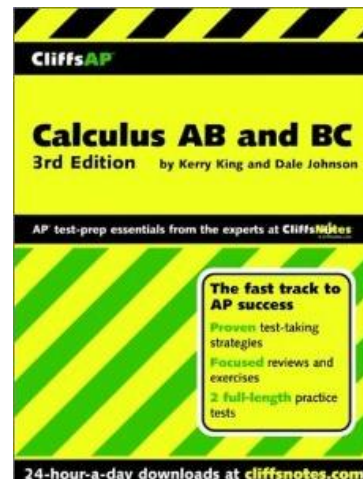 CliffsAP™
Calculus AB and BC
3rd Edition by Kerry King and Dale Johnson
AP® test-prep essentials from the experts at CliffsNotes
The fast track to
AP success
Proven test-taking
strategies
Focused reviews and
exercises
2 full-length practice
tests
24-hour-a-day downloads at cliffsnotes.com